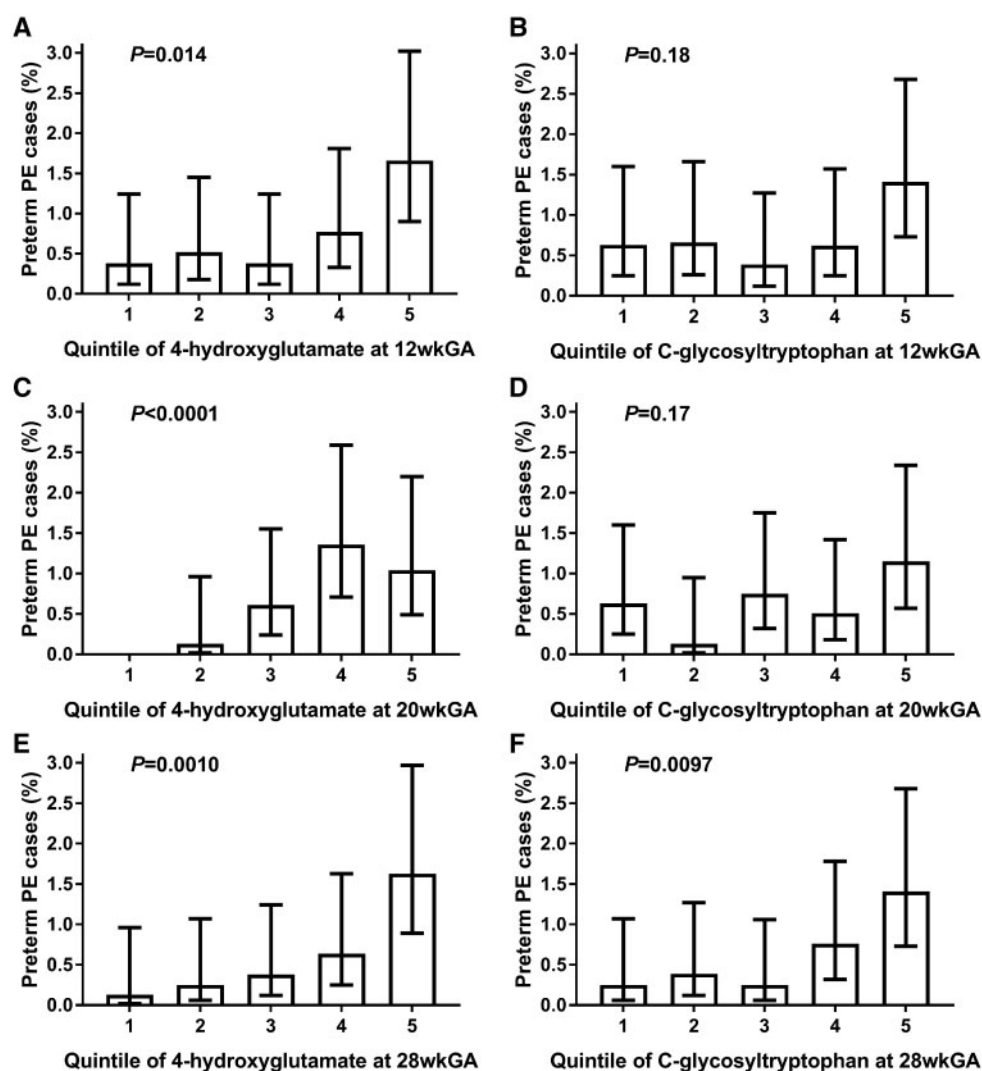 A
P=0.014
Preterm PE cases (%)
3.0
2.5
2.0
1.5
1.0
0.5
0.0
1 2 3 4 5
Quintile of 4-hydroxyglutamate at 12wkGA
B
P=0.18
Preterm PE cases (%)
3.0
2.5
2.0
1.5
1.0
0.5
0.0
1 2 3 4 5
Quintile of C-glycosyltryptophan at 12wkGA
C
P<0.0001
Preterm PE cases (%)
3.0
2.5
2.0
1.5
1.0
0.5
0.0
1 2 3 4 5
Quintile of 4-hydroxyglutamate at 20wkGA
D
P=0.17
Preterm PE cases (%)
3.0
2.5
2.0
1.5
1.0
0.5
0.0
1 2 3 4 5
Quintile of C-glycosyltryptophan at 20wkGA
E
P=0.0010
Preterm PE cases (%)
3.0
2.5
2.0
1.5
1.0
0.5
0.0
1 2 3 4 5
Quintile of 4-hydroxyglutamate at 28wkGA
F
P=0.0097
Preterm PE cases (%)
3.0
2.5
2.0
1.5
1.0
0.5
0.0
1 2 3 4 5
Quintile of C-glycosyltryptophan at 28wkGA